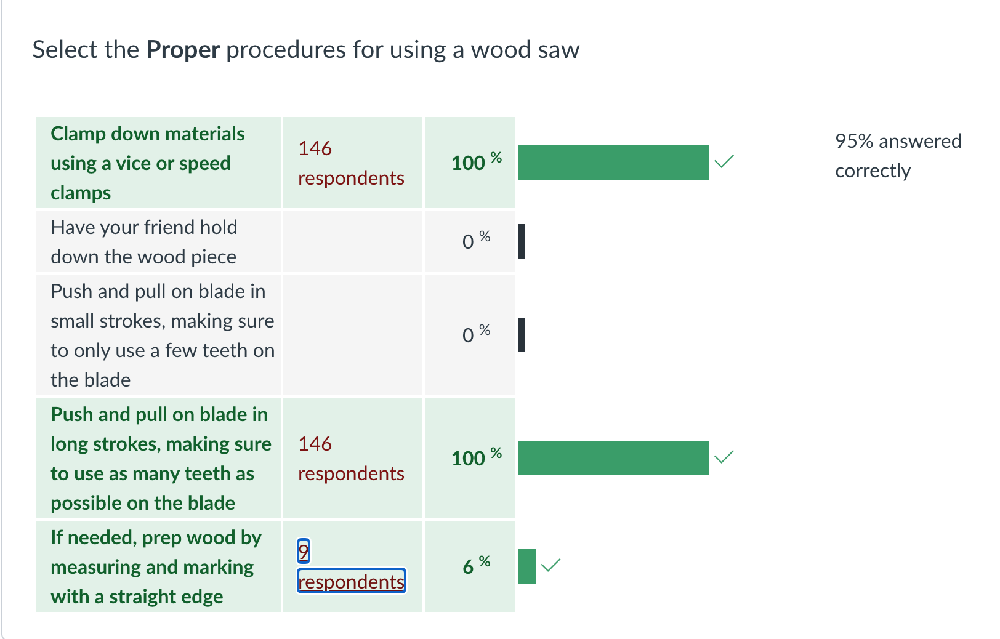 Select the Proper procedures for using a wood saw
Clamp down materials
using a vice or speed
clamps
146
respondents
100 %
95% answered
correctly
Have your friend hold
down the wood piece
0 %
Push and pull on blade in
small strokes, making sure
to only use a few teeth on
the blade
0 %
Push and pull on blade in
long strokes, making sure
to use as many teeth as
possible on the blade
146
respondents
100 %
If needed, prep wood by
measuring and marking
with a straight edge
9
respondents
6 %